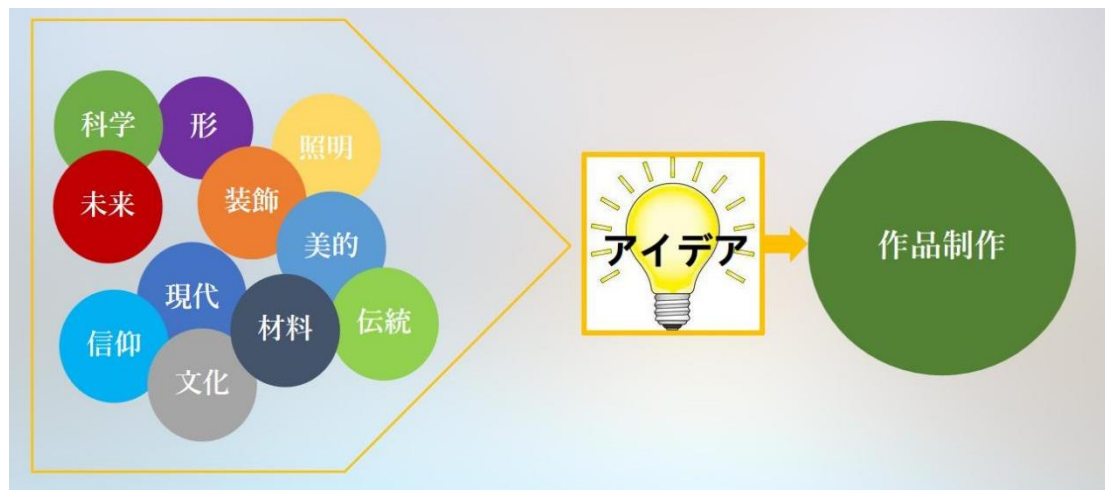 科学
形
照明
未来
装飾
美的
現代
材料
伝統
信仰
文化
アイデア
作品制作